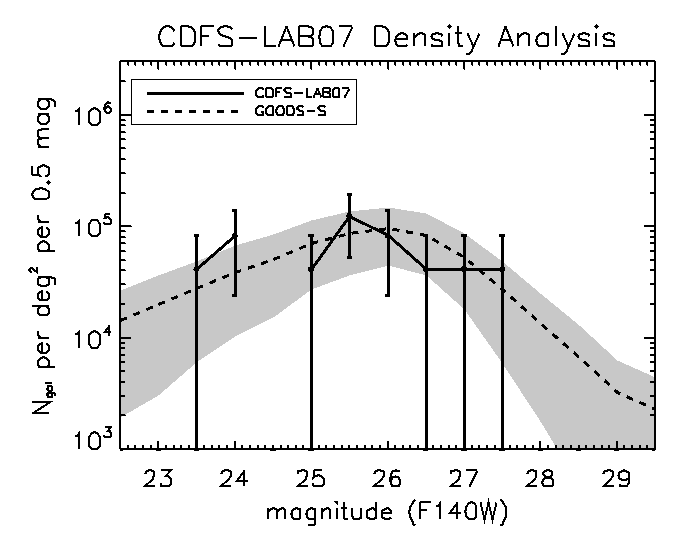 CDFS-LAB07 Density Analysis
CDFS-LAB07
GOODS-S
10⁶
10⁵
10⁴
10³
N_gal per deg² per 0.5 mag
23 24 25 26 27 28 29
magnitude (F140W)